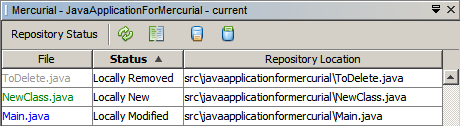 Mercurial - JavaApplicationForMercurial - current
Repository Status
File Status Repository Location
ToDelete.java Locally Removed src\javaapplicationformercurial\ToDelete.java
NewClass.java Locally New src\javaapplicationformercurial\NewClass.java
Main.java Locally Modified src\javaapplicationformercurial\Main.java